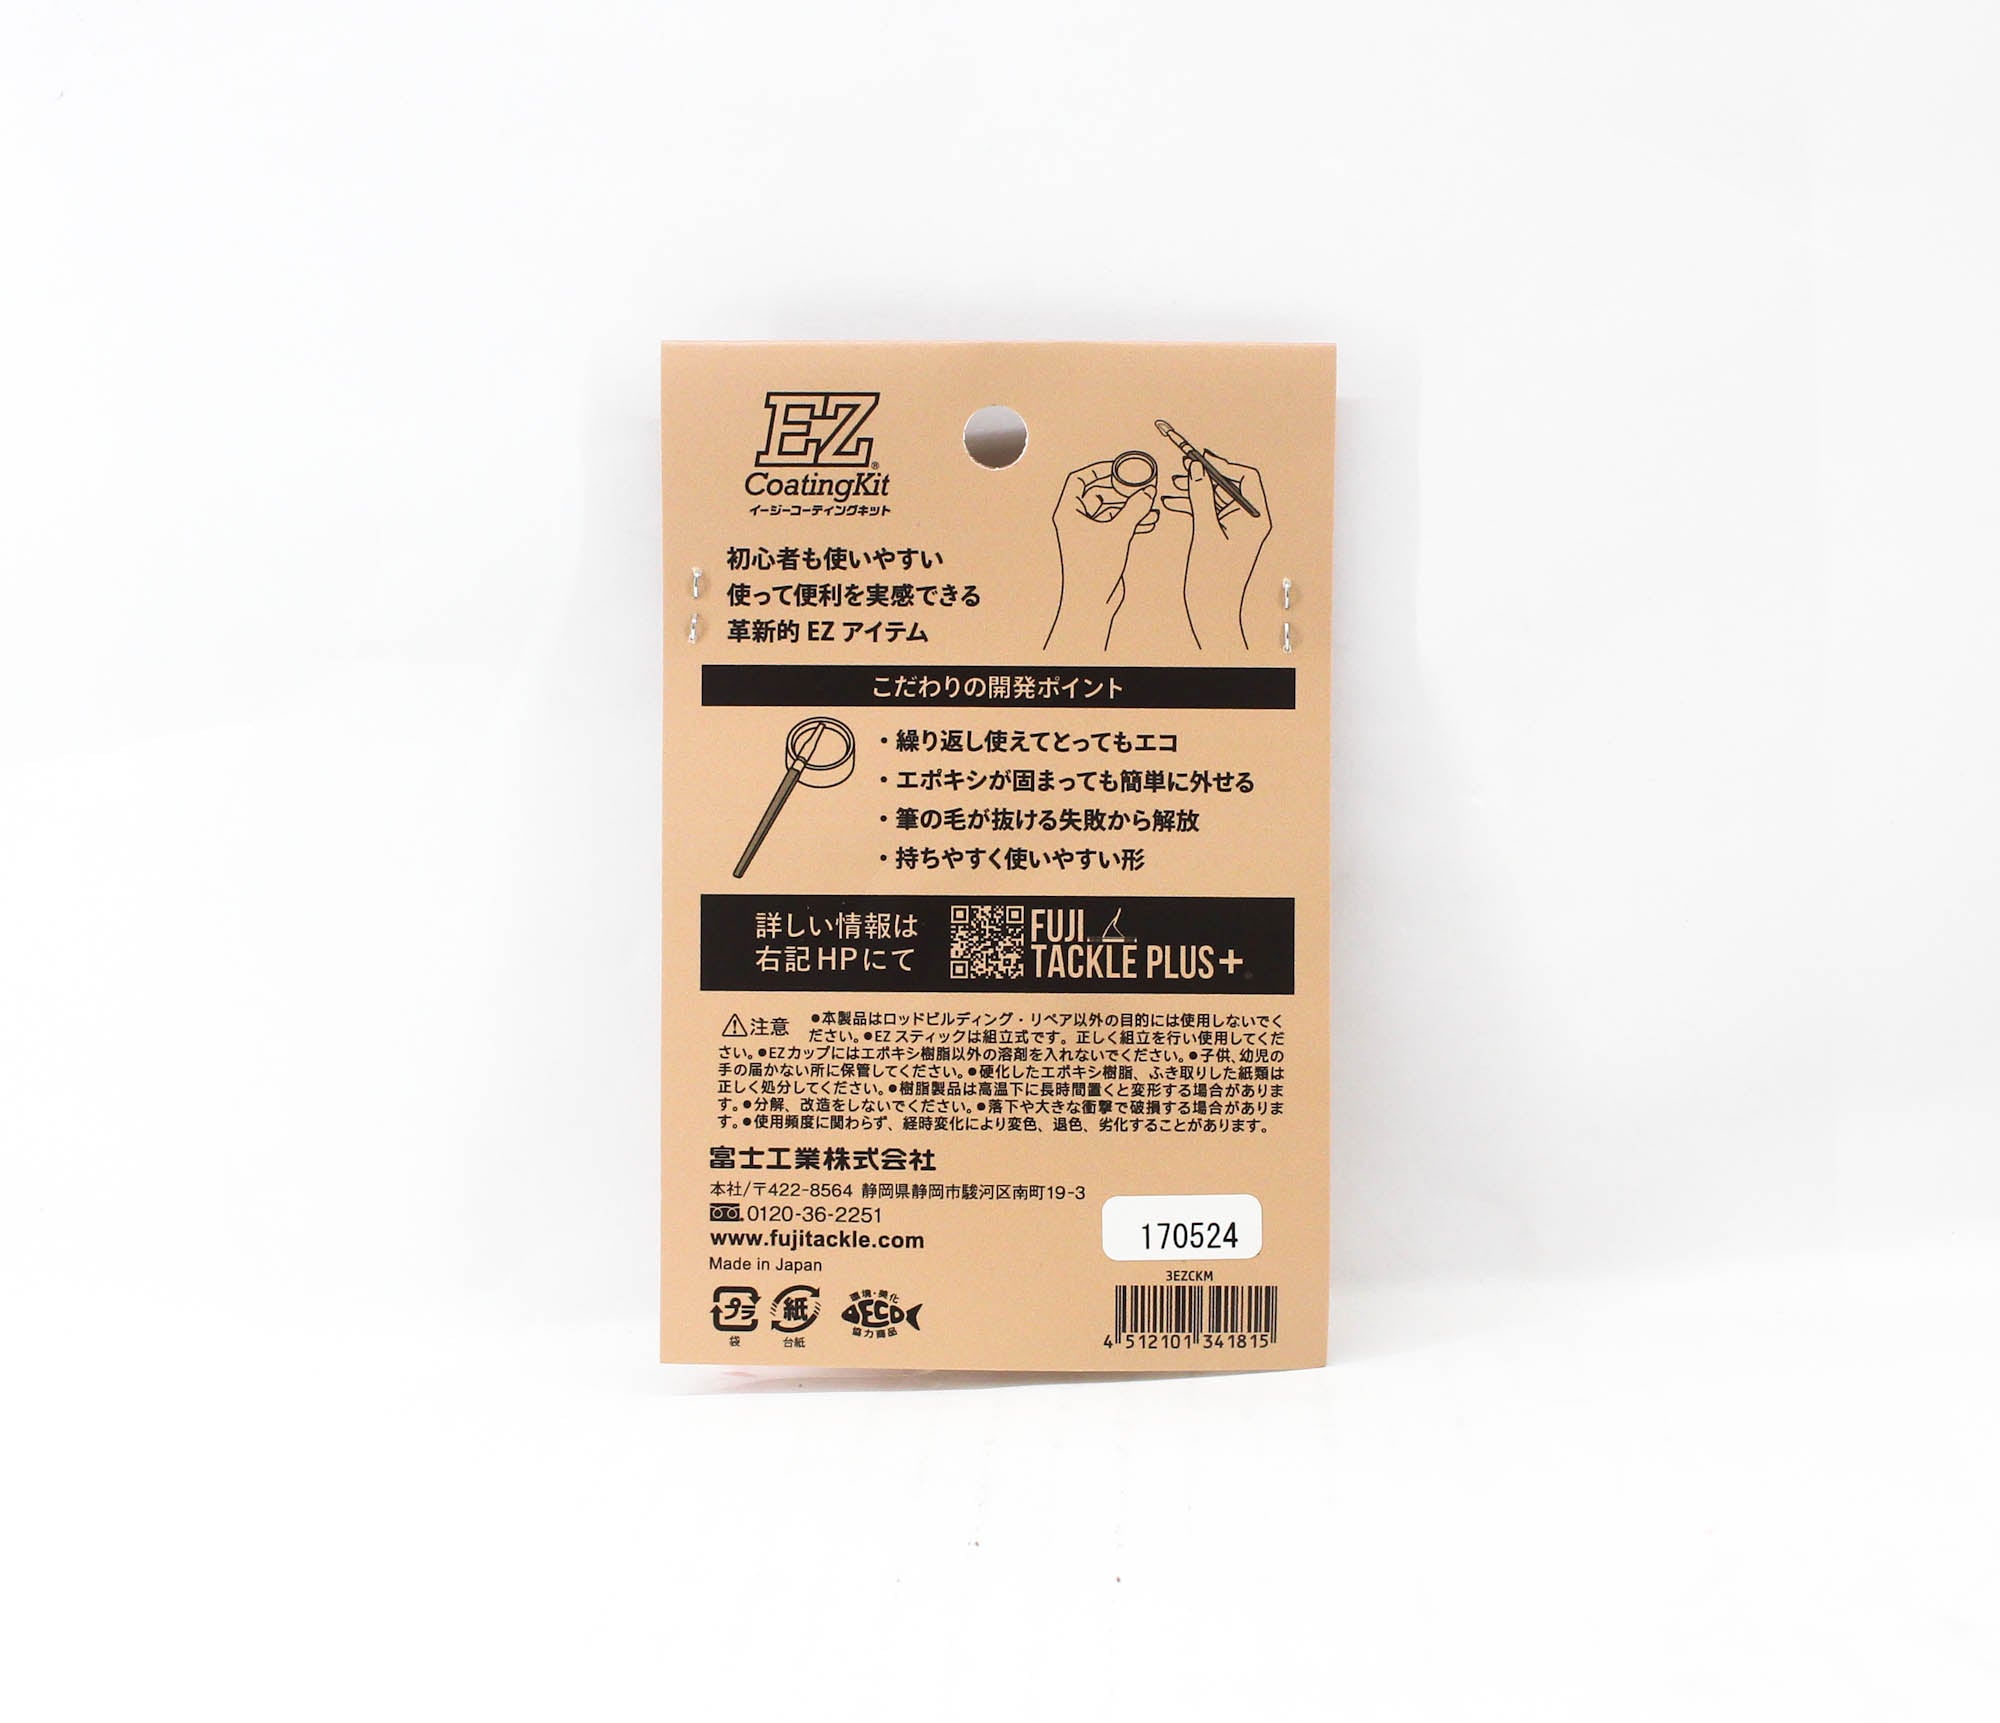 EZ®
CoatingKit
イージーコーティングキット
初心者も使いやすい
使って便利を実感できる
革新的 EZ アイテム
こだわりの開発ポイント
・繰り返し使えてとってもエコ
・エポキシが固まっても簡単に外せる
・筆の毛が抜ける失敗から解放
・持ちやすく使いやすい形
詳しい情報は
右記HPにて
FUJI
TACKLE PLUS+
注意 ●本製品はロッドビルディング・リペア以外の目的には使用しないでく
ださい。●EZ スティックは組立式です。正しく組立を行い使用してくだ
さい。●EZカップにはエポキシ樹脂以外の溶剤を入れないでください。●子供、幼児の
手の届かない所に保管してください。●硬化したエポキシ樹脂、ふき取りした紙類は
正しく処分してください。●樹脂製品は高温下に長時間置くと変形する場合がありま
す。●分解、改造をしないでください。●落下や大きな衝撃で破損する場合がありま
す。●使用頻度に関わらず、経時変化により変色、退色、劣化することがあります。
富士工業株式会社
本社/〒422-8564 静岡県静岡市駿河区南町19-3
0120-36-2251
www.fujitackle.com
Made in Japan
170524
3EZCKM
4 512101 341815
プラ
袋
紙
台紙
環境・美化
ECO
協力商品